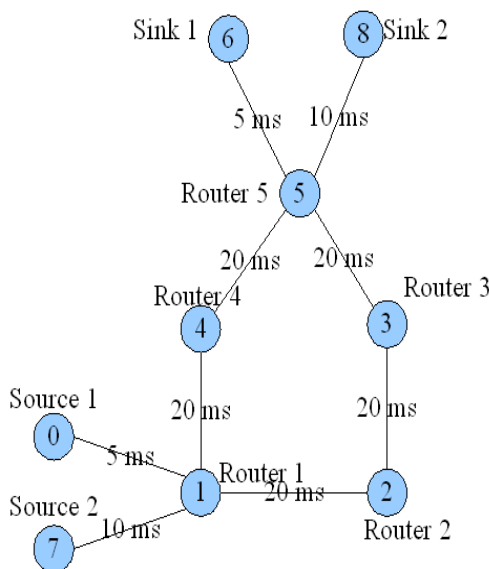 Sink 1
6
8
Sink 2
5 ms
10 ms
Router 5
5
20 ms
20 ms
Router 4
Router 3
4
3
Source 1
20 ms
20 ms
0
5 ms
Router 1
Source 2
1
20 ms
2
10 ms
Router 2
7